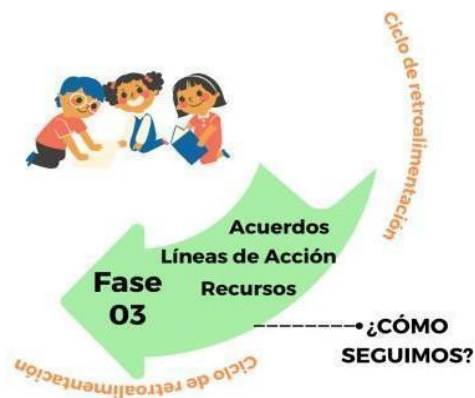 Ciclo de retroalimentación
Acuerdos
Líneas de Acción
Recursos
Fase
03
¿CÓMO
SEGUIMOS?
Ciclo de retroalimentación